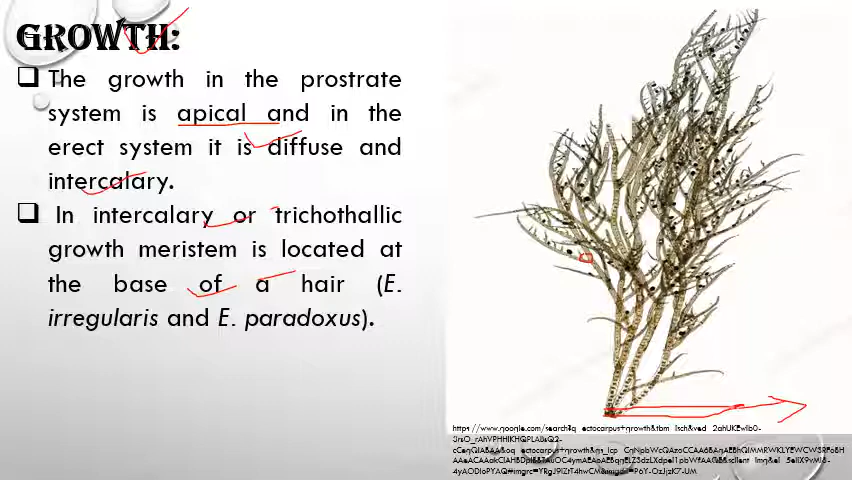 GROWTH:
❑ The growth in the prostrate
system is apical and in the
erect system it is diffuse and
intercalary.
❑ In intercalary or trichothallic
growth meristem is located at
the base of a hair (E.
irregularis and E. paradoxus).